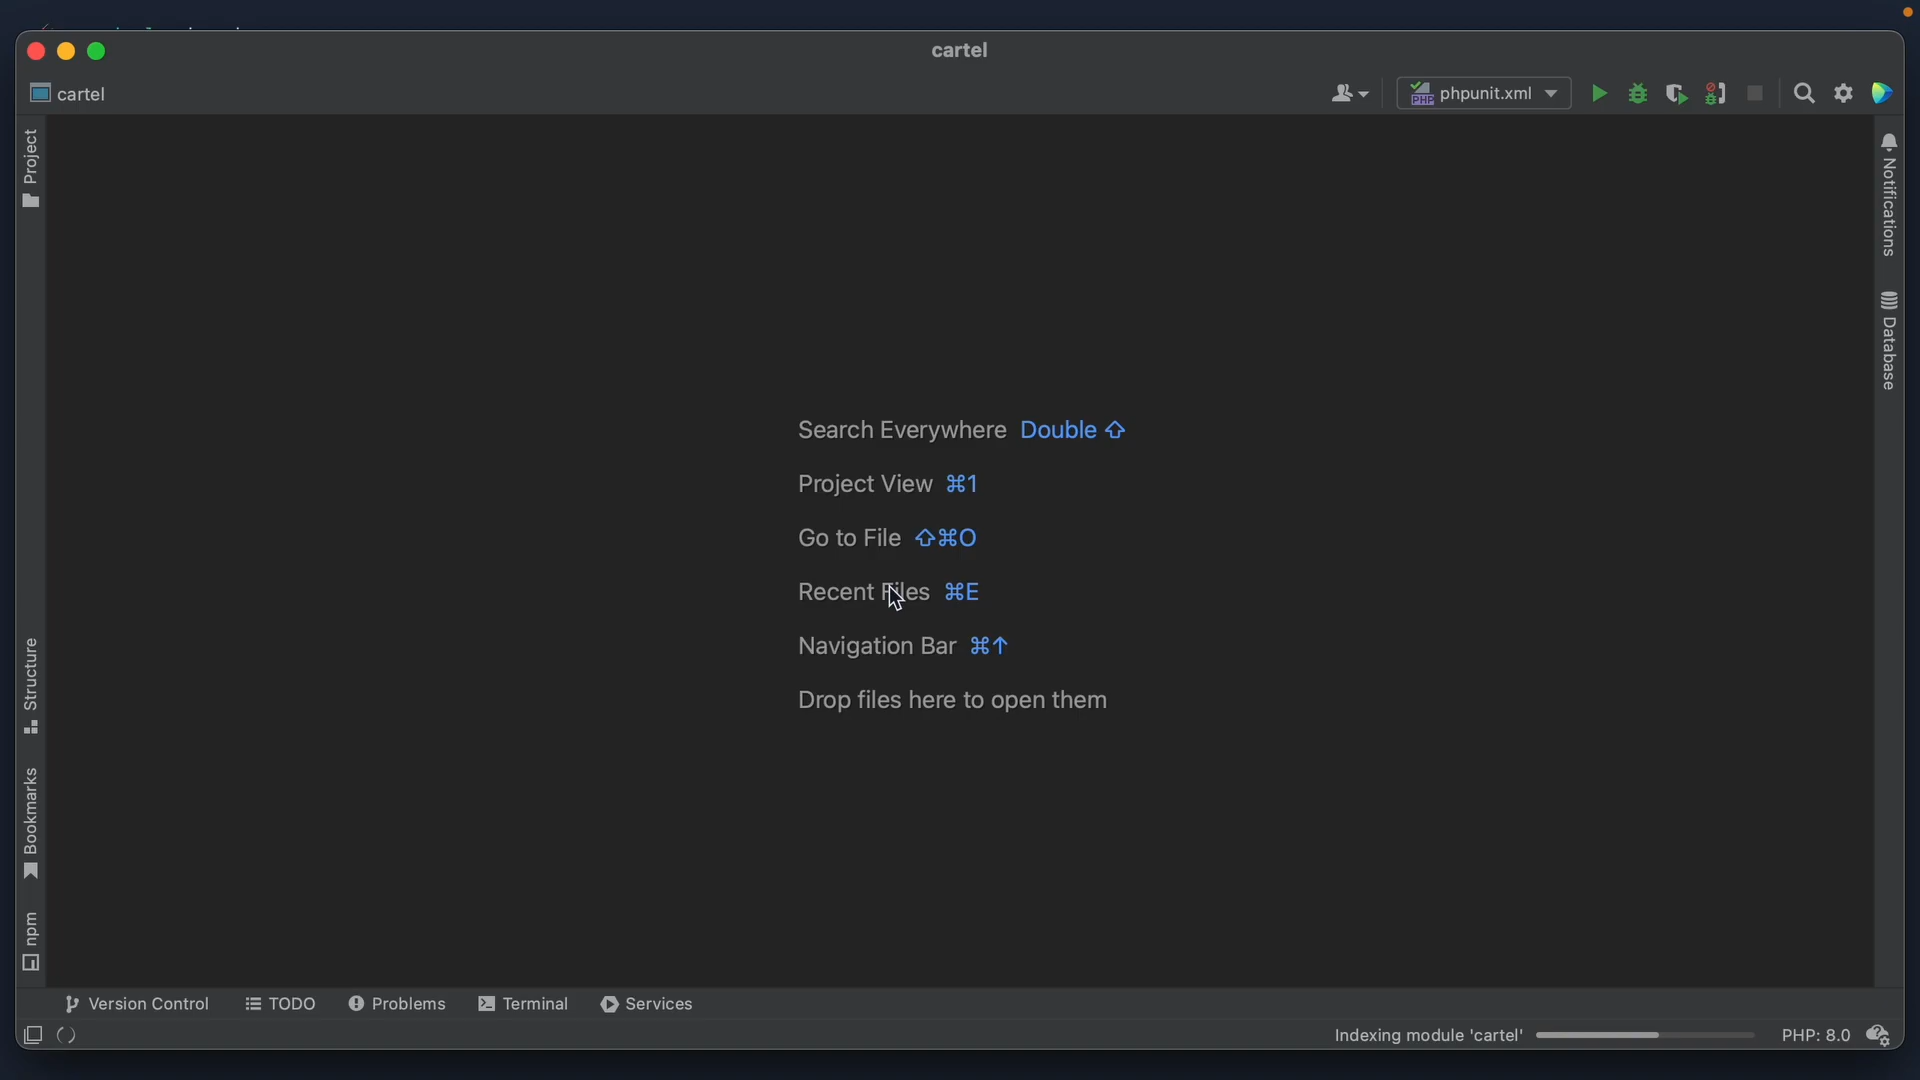 cartel
cartel
phpunit.xml
Project
Notifications
Database
Search Everywhere Double ⇧
Project View ⌘1
Go to File ⇧⌘O
Recent Files ⌘E
Navigation Bar ⌘↑
Drop files here to open them
Structure
Bookmarks
npm
Version Control
TODO
Problems
Terminal
Services
Indexing module 'cartel'
PHP: 8.0